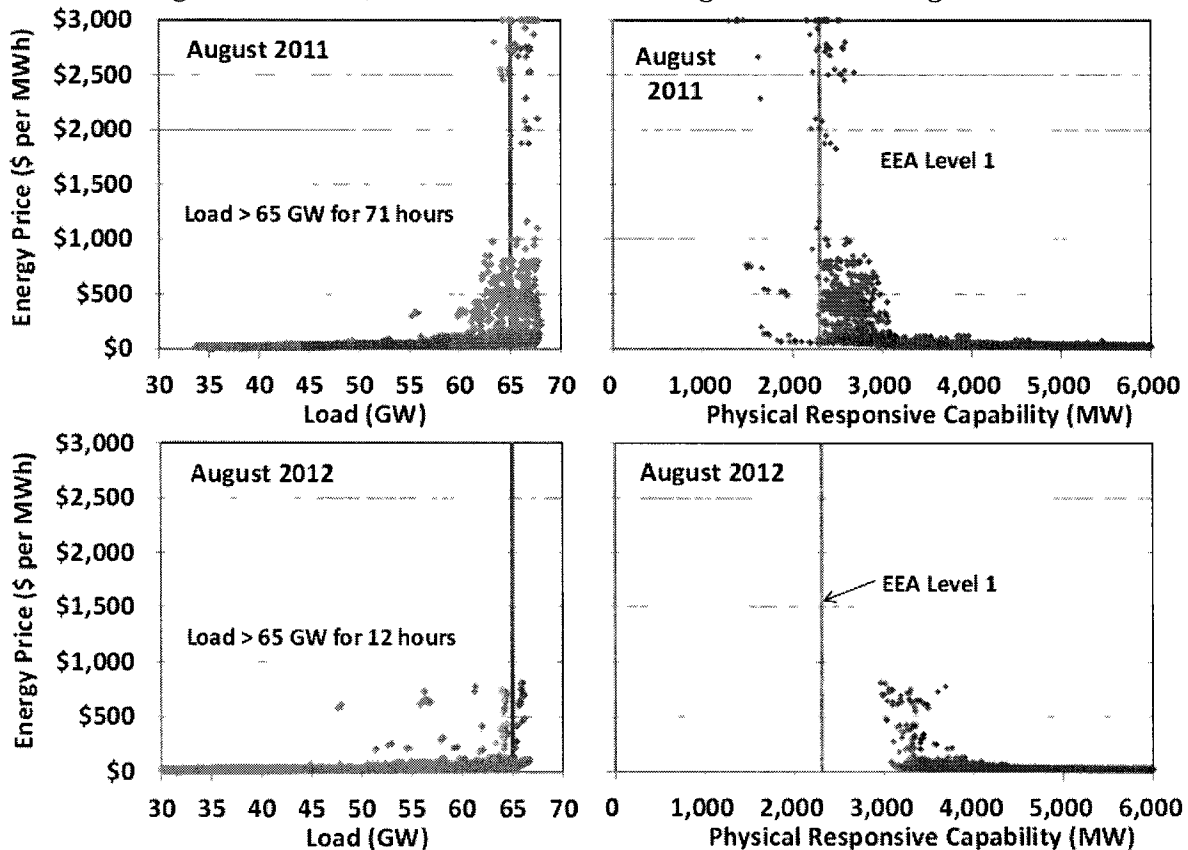 $3,000
$2,500
$2,000
$1,500
$1,000
$500
$0
Energy Price ($ per MWh)
August 2011
Load > 65 GW for 71 hours
30 35 40 45 50 55 60 65 70
Load (GW)
August
2011
EEA Level 1
0 1,000 2,000 3,000 4,000 5,000 6,000
Physical Responsive Capability (MW)
$3,000
$2,500
$2,000
$1,500
$1,000
$500
$0
Energy Price ($ per MWh)
August 2012
Load > 65 GW for 12 hours
30 35 40 45 50 55 60 65 70
Load (GW)
August 2012
EEA Level 1
0 1,000 2,000 3,000 4,000 5,000 6,000
Physical Responsive Capability (MW)